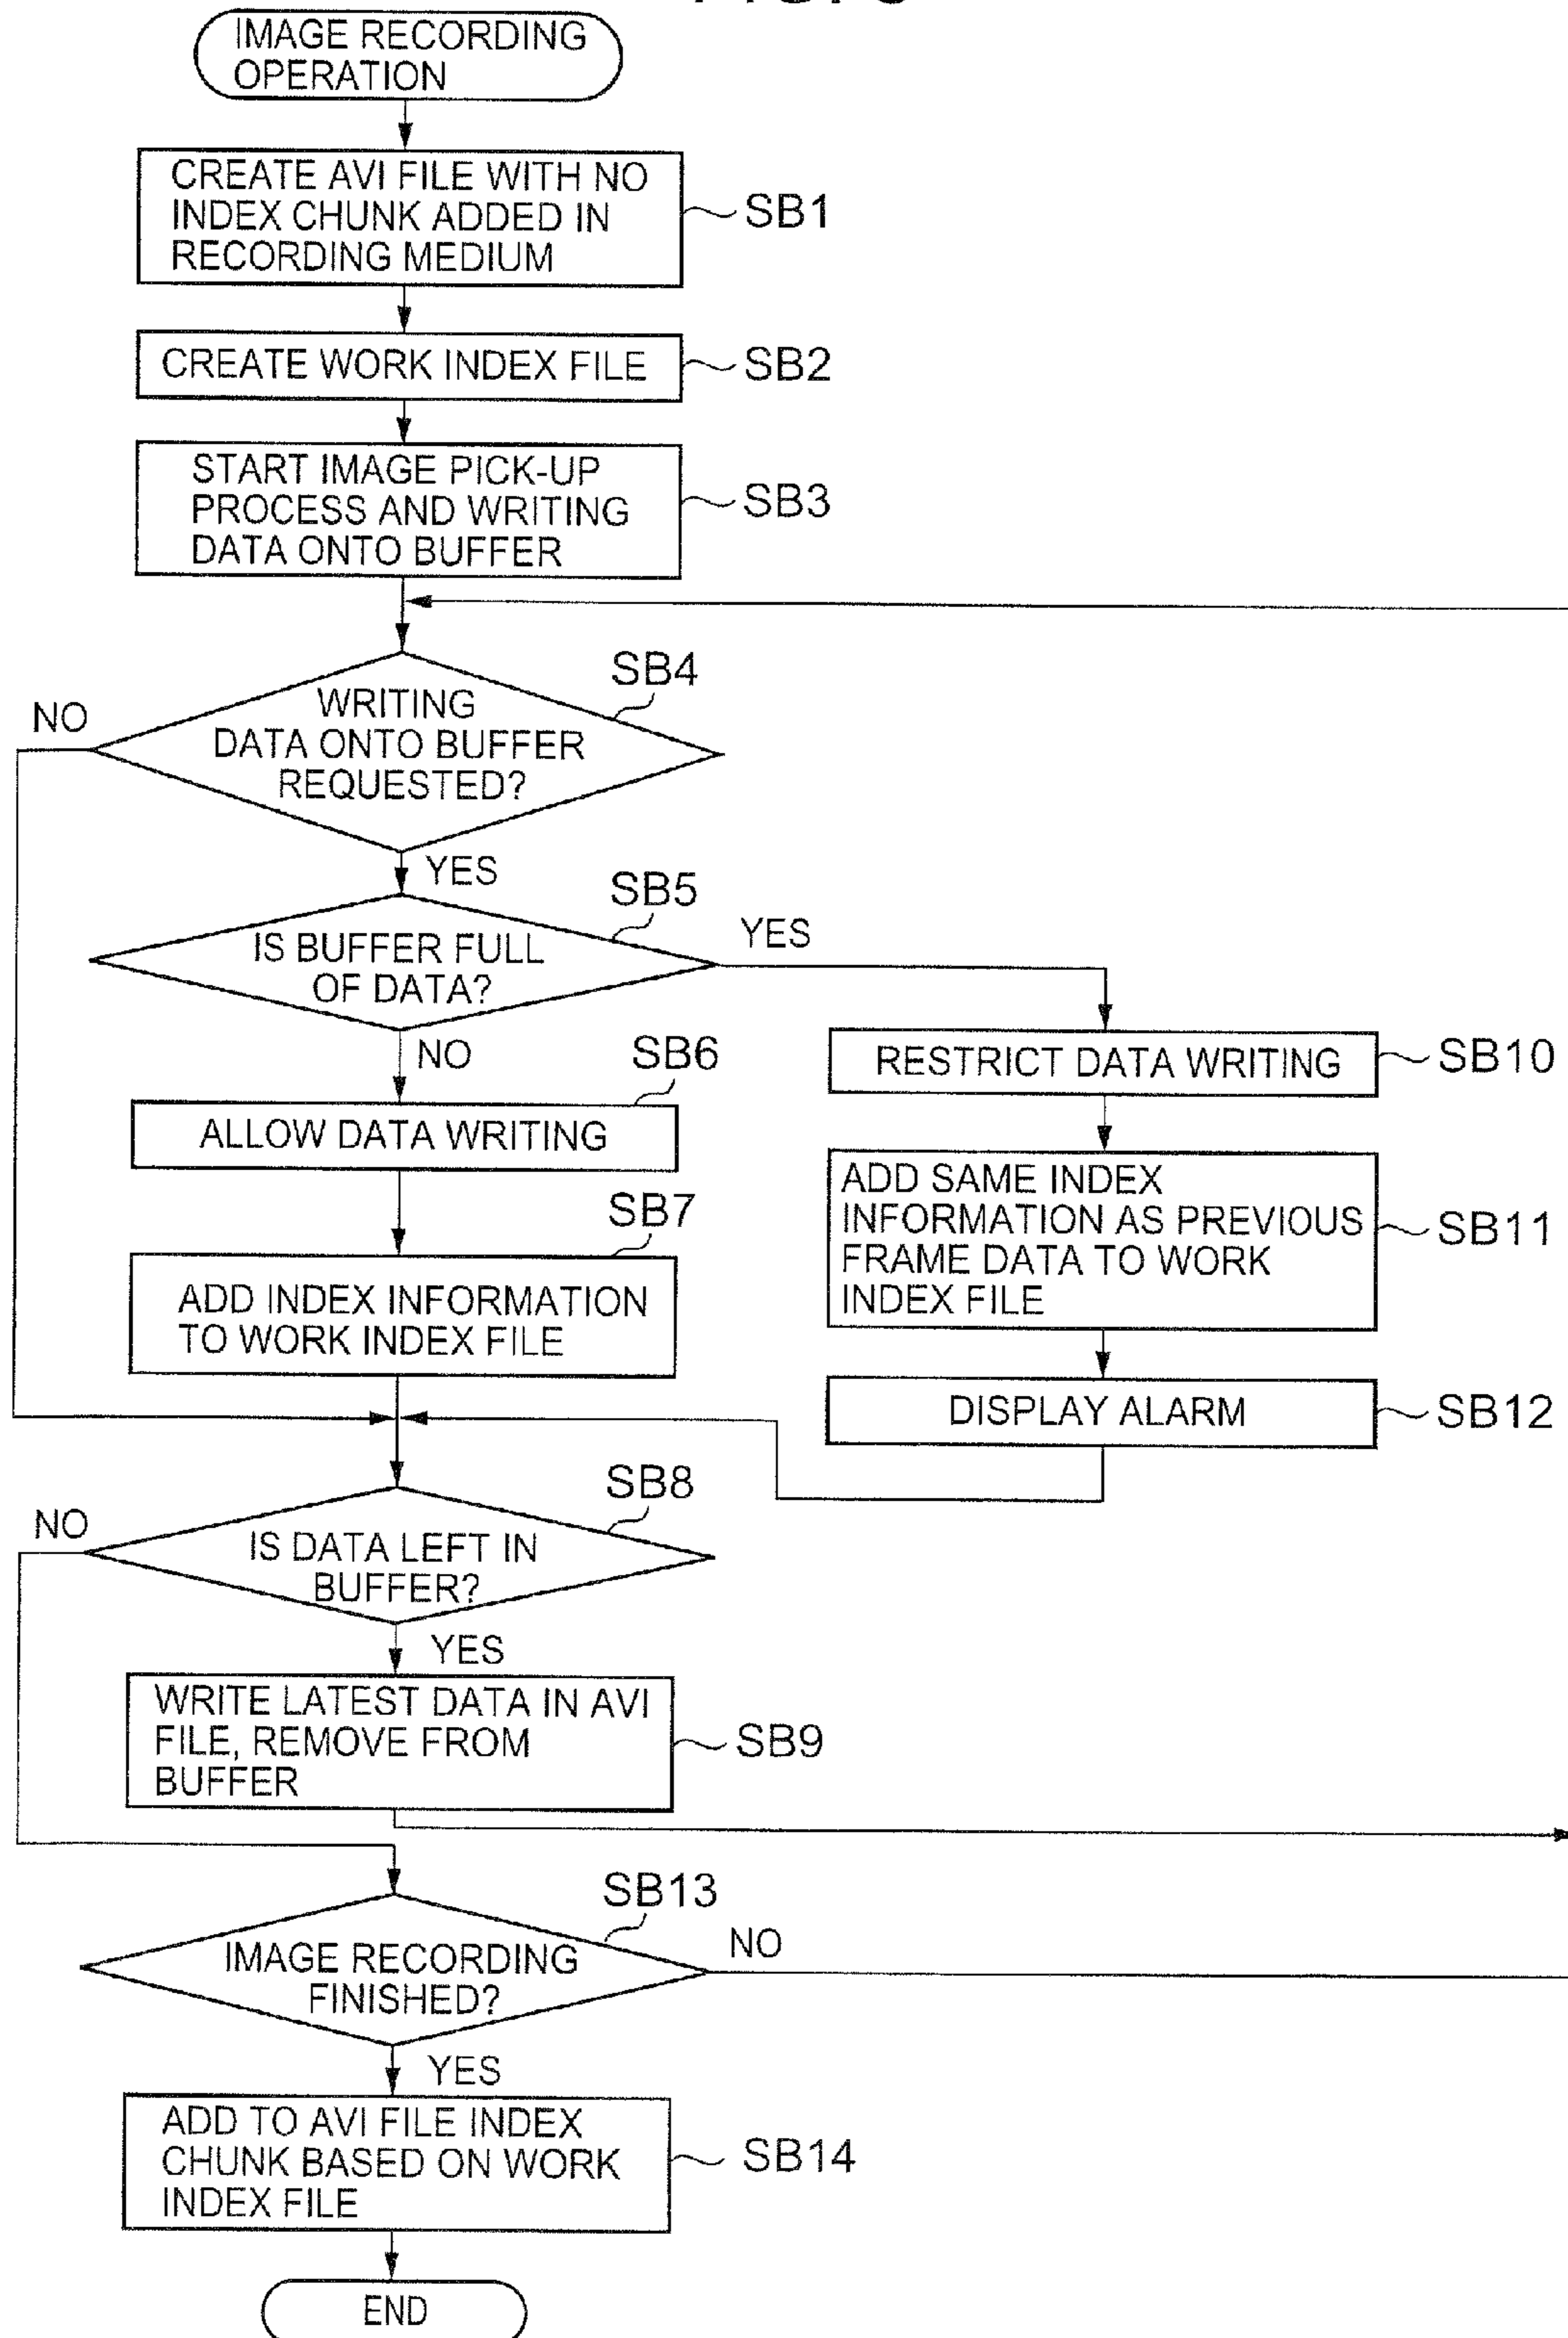 IMAGE RECORDING
OPERATION
CREATE AVI FILE WITH NO
INDEX CHUNK ADDED IN
RECORDING MEDIUM
SB1
CREATE WORK INDEX FILE
SB2
START IMAGE PICK-UP
PROCESS AND WRITING
DATA ONTO BUFFER
SB3
SB4
NO
WRITING
DATA ONTO BUFFER
REQUESTED?
YES
SB5
IS BUFFER FULL
OF DATA?
YES
NO
SB6
ALLOW DATA WRITING
RESTRICT DATA WRITING
SB10
SB7
ADD INDEX INFORMATION
TO WORK INDEX FILE
ADD SAME INDEX
INFORMATION AS PREVIOUS
FRAME DATA TO WORK
INDEX FILE
SB11
DISPLAY ALARM
SB12
SB8
NO
IS DATA LEFT IN
BUFFER?
YES
WRITE LATEST DATA IN AVI
FILE, REMOVE FROM
BUFFER
SB9
SB13
IMAGE RECORDING
FINISHED?
NO
YES
ADD TO AVI FILE INDEX
CHUNK BASED ON WORK
INDEX FILE
SB14
END